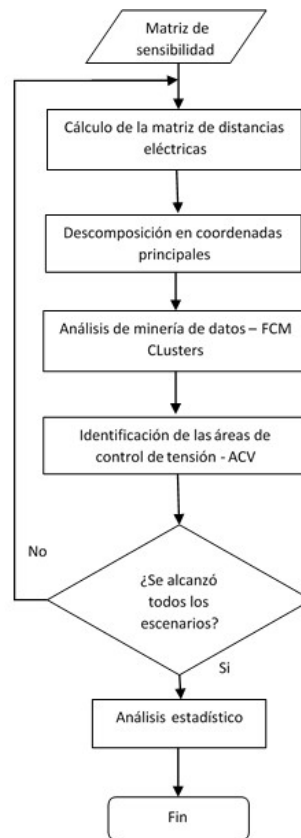 Matriz de
sensibilidad
Cálculo de la matriz de distancias
eléctricas
Descomposición en coordenadas
principales
Análisis de minería de datos – FCM
CLusters
Identificación de las áreas de
control de tensión - ACV
No
¿Se alcanzó
todos los
escenarios?
Si
Análisis estadístico
Fin